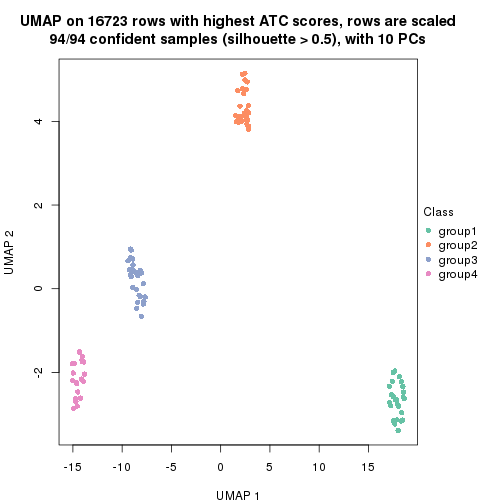 UMAP on 16723 rows with highest ATC scores, rows are scaled
94/94 confident samples (silhouette > 0.5), with 10 PCs
UMAP 2
4
2
0
-2
-15
-10
-5
0
5
10
15
UMAP 1
Class
group1
group2
group3
group4